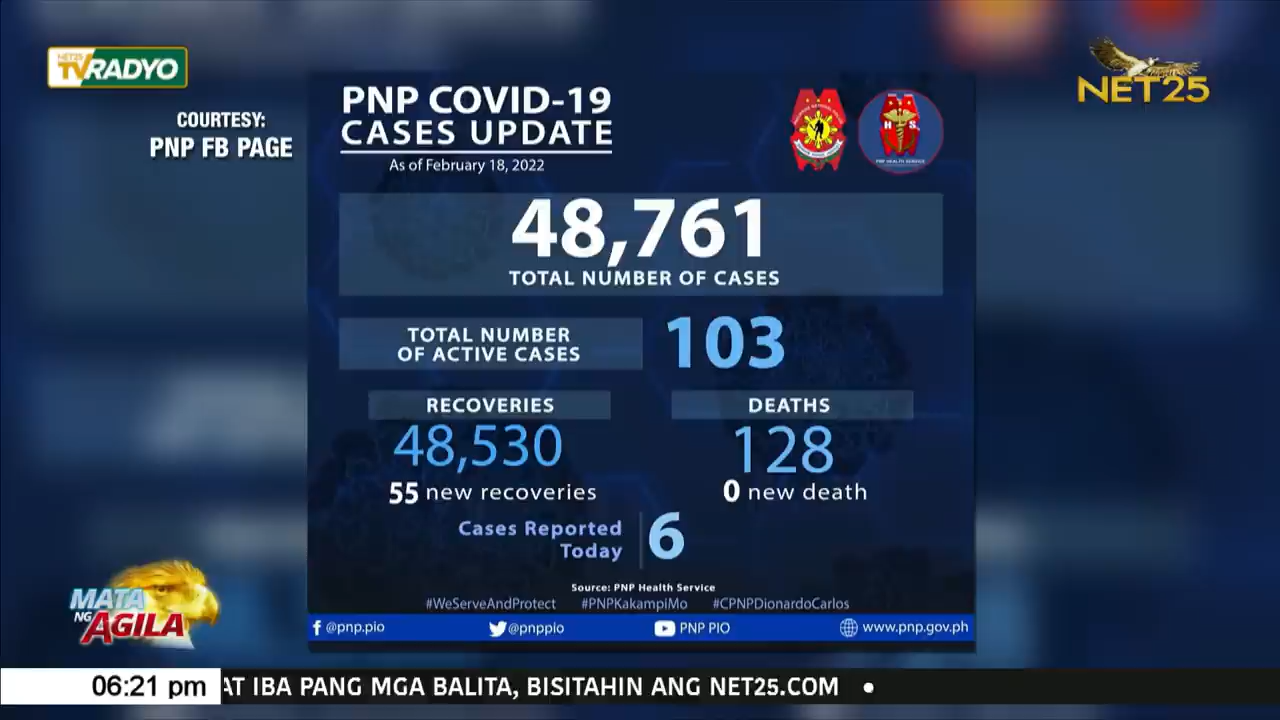 NET25
TV RADYO
NET25
COURTESY:
PNP FB PAGE
PNP COVID-19
CASES UPDATE
As of February 18, 2022
H S
PNP HEALTH SERVICE
48,761
TOTAL NUMBER OF CASES
TOTAL NUMBER
OF ACTIVE CASES
103
RECOVERIES
48,530
55 new recoveries
DEATHS
128
0 new death
Cases Reported
Today
6
Source: PNP Health Service
#WeServeAndProtect #PNPKakampiMo #CPNPDionardoCarlos
@pnp.pio @pnppio PNP PIO www.pnp.gov.ph
MATA
NG
AGILA
06:21 pm
AT IBA PANG MGA BALITA, BISITAHIN ANG NET25.COM •